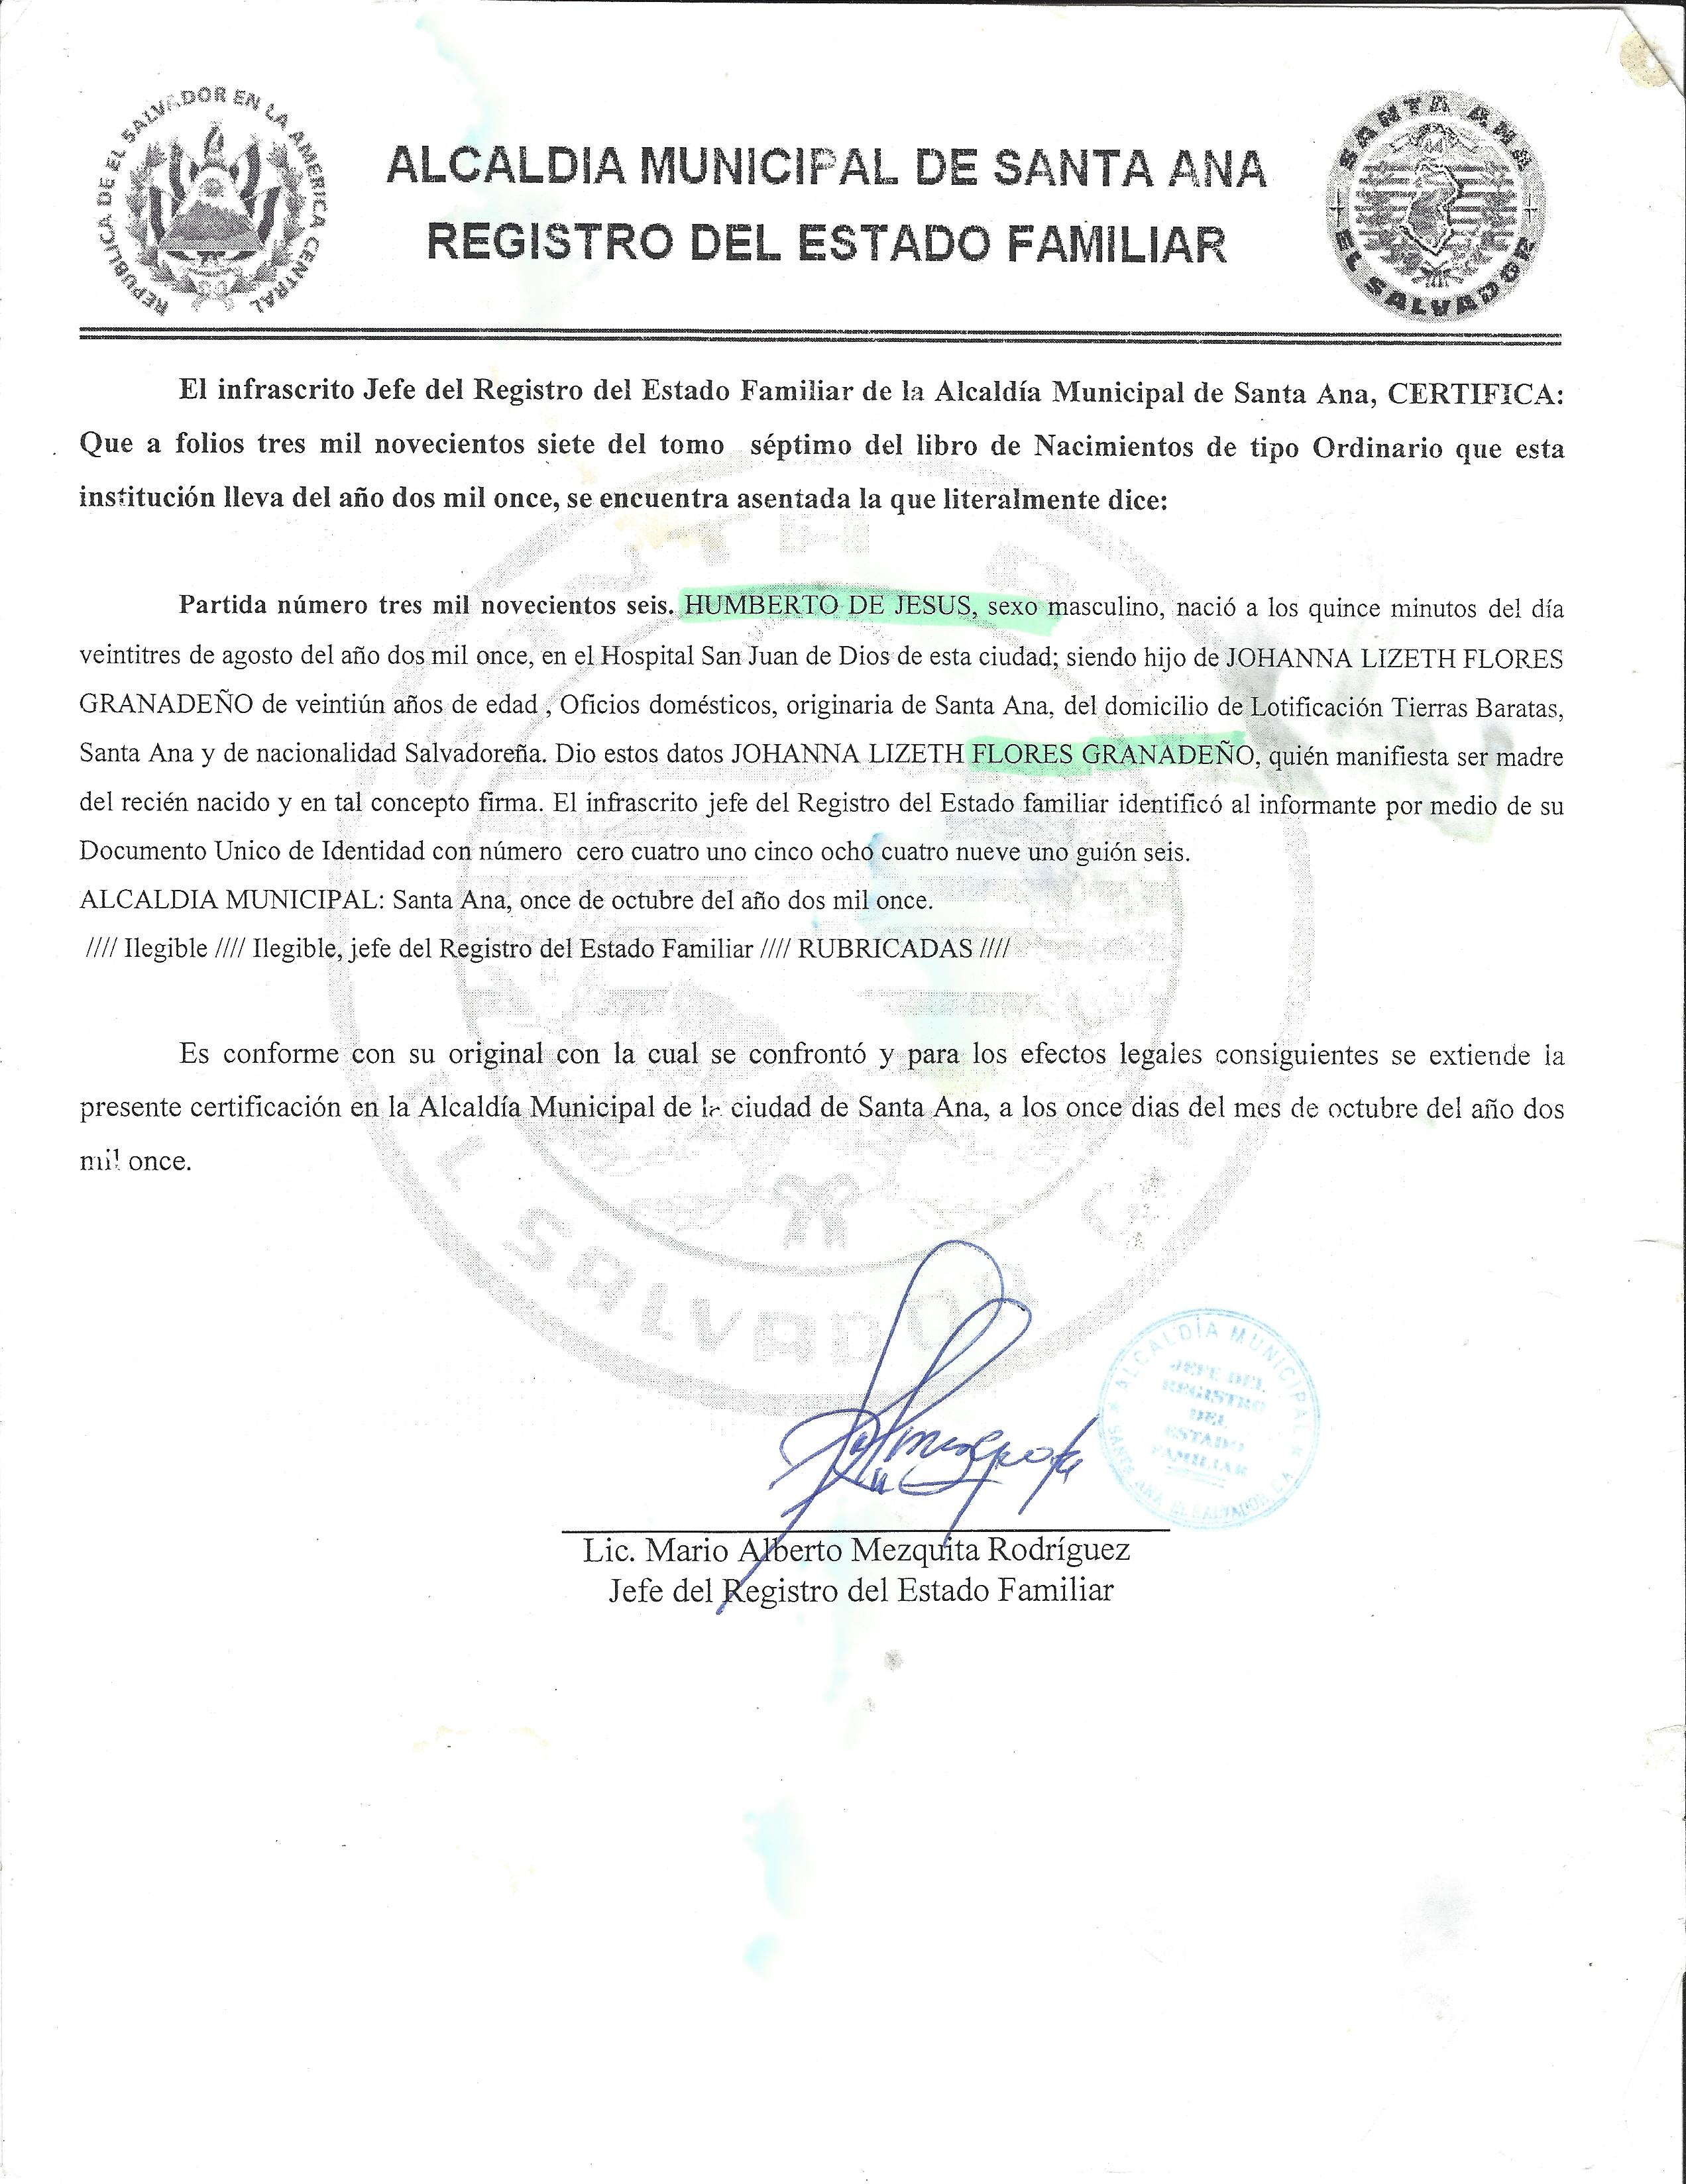 REPUBLICA DE EL SALVADOR EN LA AMERICA CENTRAL
ALCALDIA MUNICIPAL DE SANTA ANA
REGISTRO DEL ESTADO FAMILIAR
SANTA ANA
EL SALVADOR
El infrascrito Jefe del Registro del Estado Familiar de la Alcaldía Municipal de Santa Ana, CERTIFICA:
Que a folios tres mil novecientos siete del tomo séptimo del libro de Nacimientos de tipo Ordinario que esta
institución lleva del año dos mil once, se encuentra asentada la que literalmente dice:
Partida número tres mil novecientos seis. HUMBERTO DE JESUS, sexo masculino, nació a los quince minutos del día
veintitres de agosto del año dos mil once, en el Hospital San Juan de Dios de esta ciudad; siendo hijo de JOHANNA LIZETH FLORES
GRANADEÑO de veintiún años de edad , Oficios domésticos, originaria de Santa Ana, del domicilio de Lotificación Tierras Baratas,
Santa Ana y de nacionalidad Salvadoreña. Dio estos datos JOHANNA LIZETH FLORES GRANADEÑO, quién manifiesta ser madre
del recién nacido y en tal concepto firma. El infrascrito jefe del Registro del Estado familiar identificó al informante por medio de su
Documento Unico de Identidad con número cero cuatro uno cinco ocho cuatro nueve uno guión seis.
ALCALDIA MUNICIPAL: Santa Ana, once de octubre del año dos mil once.
//// Ilegible //// Ilegible, jefe del Registro del Estado Familiar //// RUBRICADAS ////
Es conforme con su original con la cual se confrontó y para los efectos legales consiguientes se extiende la
presente certificación en la Alcaldía Municipal de la ciudad de Santa Ana, a los once dias del mes de octubre del año dos
mil once.
ALCALDÍA MUNICIPAL
JEFE DEL
REGISTRO
DEL
ESTADO
FAMILIAR
SANTA ANA EL SALVADOR, CA
Lic. Mario Alberto Mezquita Rodríguez
Jefe del Registro del Estado Familiar